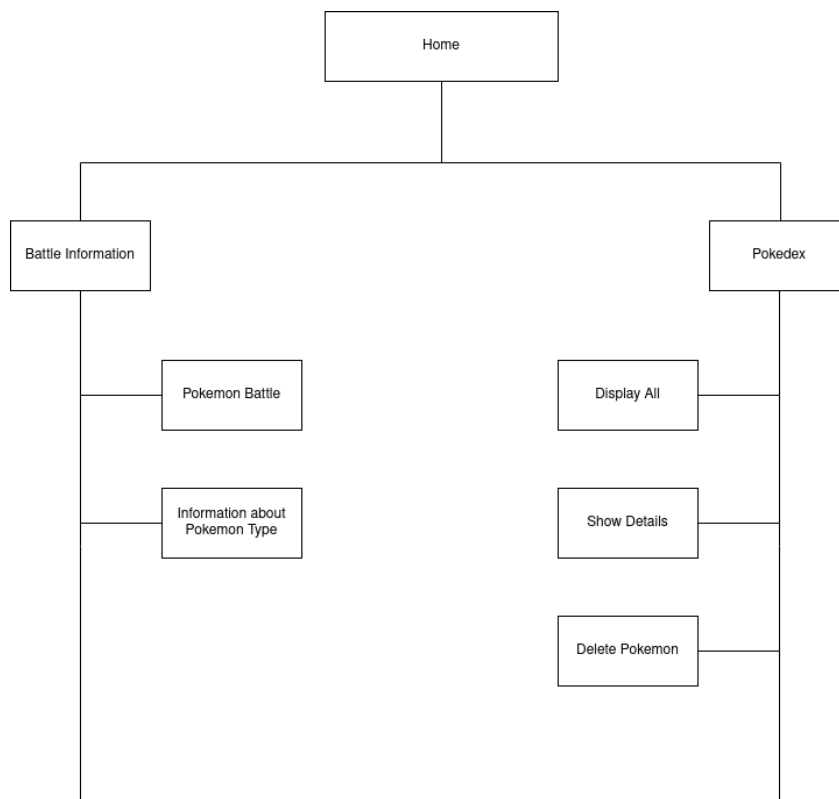 Home
Battle Information
Pokedex
Pokemon Battle
Display All
Information about
Pokemon Type
Show Details
Delete Pokemon